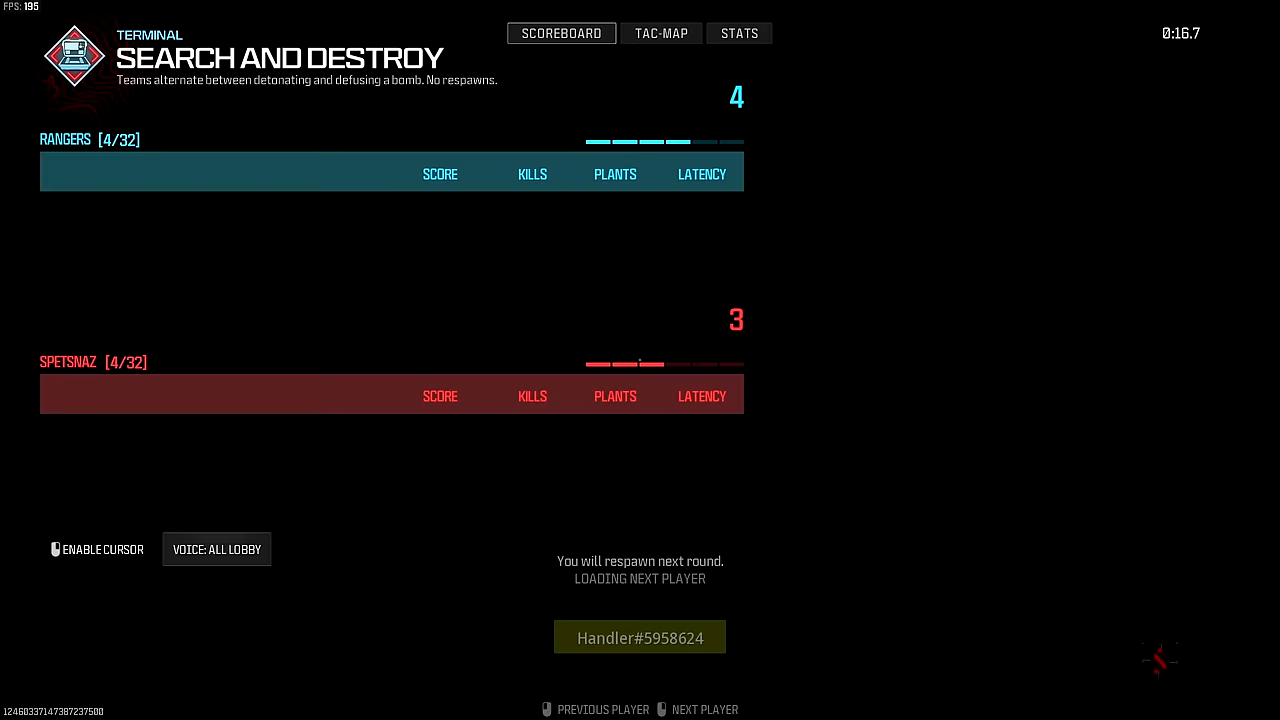 FPS: 195
SCOREBOARD TAC-MAP STATS
0:16.7
TERMINAL
SEARCH AND DESTROY
Teams alternate between detonating and defusing a bomb. No respawns.
4
RANGERS [4/32]
SCORE KILLS PLANTS LATENCY
3
SPETSNAZ [4/32]
SCORE KILLS PLANTS LATENCY
ENABLE CURSOR VOICE: ALL LOBBY
You will respawn next round.
LOADING NEXT PLAYER
Handler#5958624
PREVIOUS PLAYER NEXT PLAYER
12460337147387237500